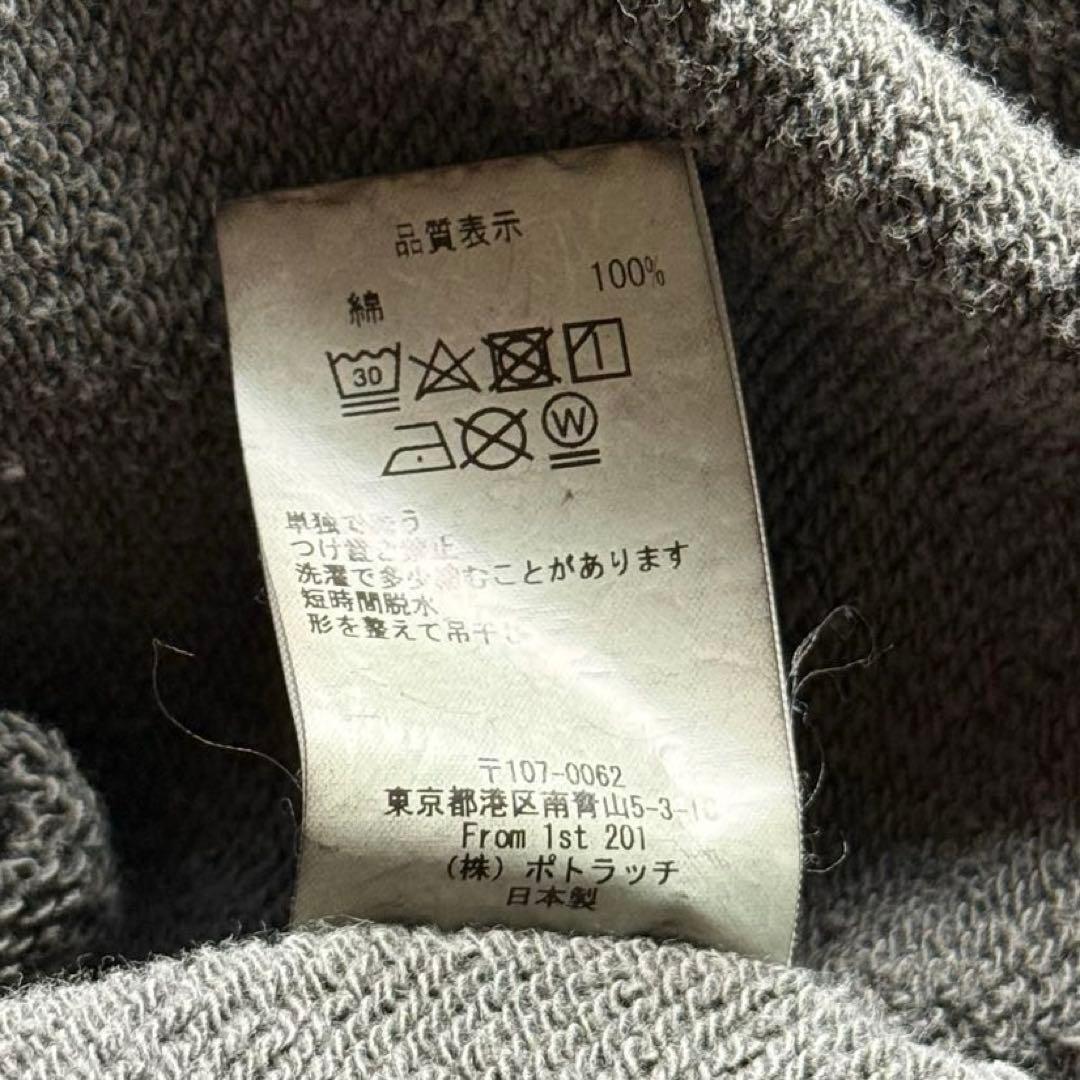 品質表示
綿 100%
30
1
W
単独で洗う
つけ置き禁止
洗濯で多少縮むことがあります
短時間脱水
形を整えて吊干し
〒107-0062
東京都港区南青山5-3-10
From 1st 201
(株) ポトラッチ
日本製